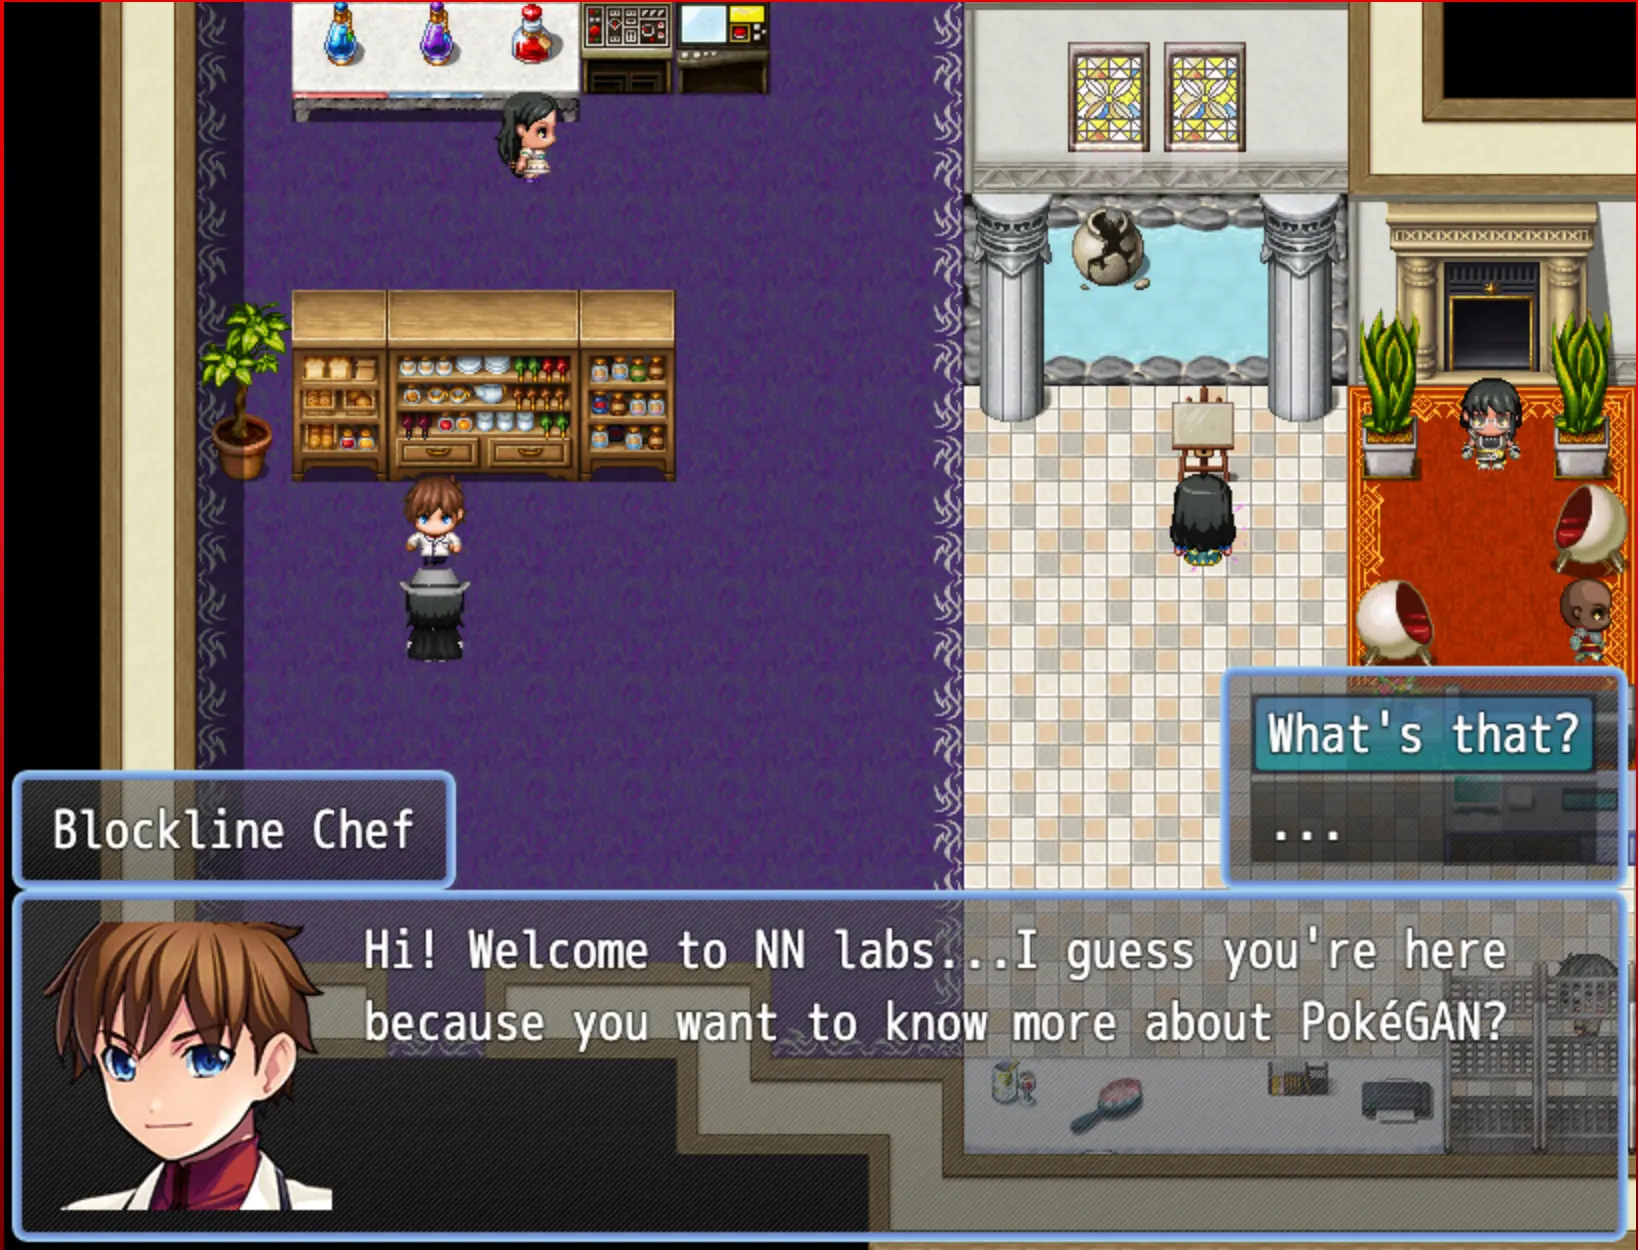 What's that?
...
Blockline Chef
Hi! Welcome to NN labs...I guess you're here
because you want to know more about PokéGAN?